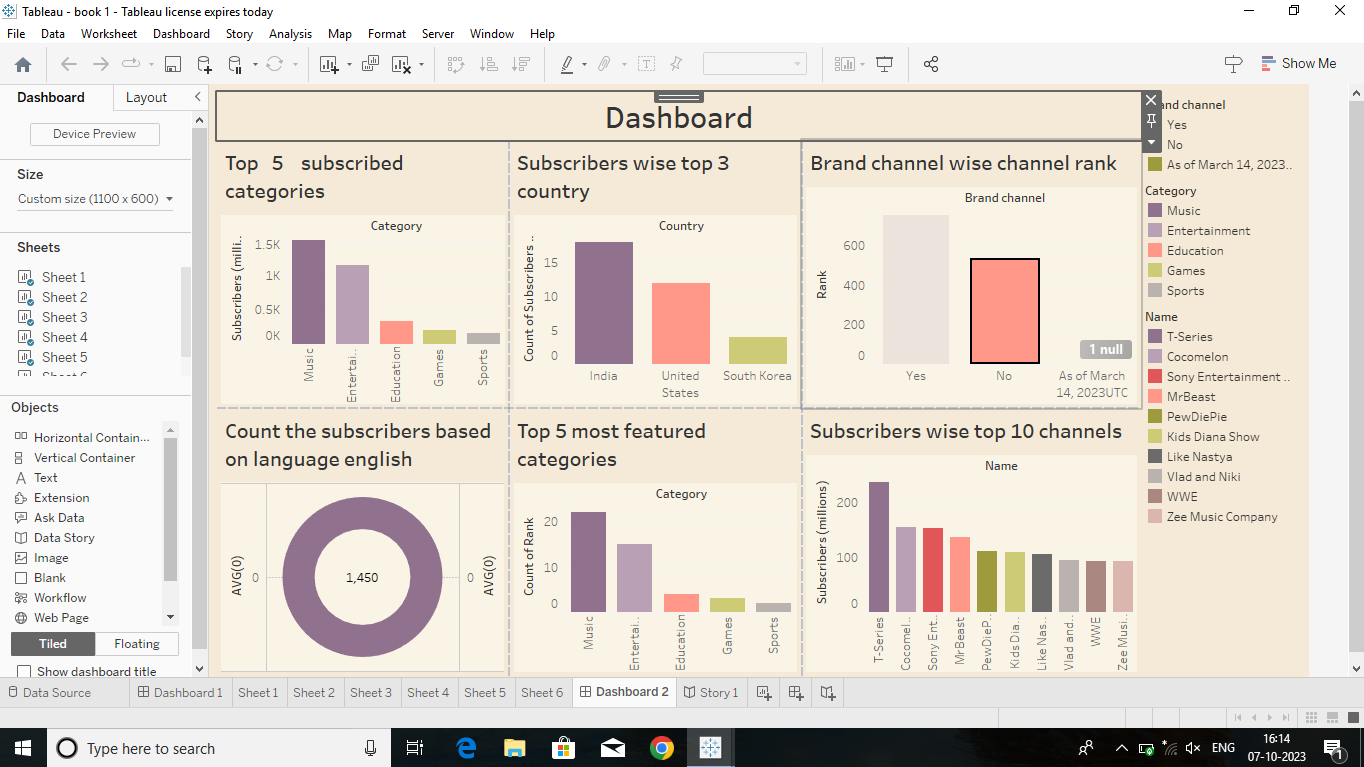 Tableau - book 1 - Tableau license expires today
File Data Worksheet Dashboard Story Analysis Map Format Server Window Help
Show Me
Dashboard Layout
Device Preview
Size
Custom size (1100 x 600)
Sheets
Sheet 1
Sheet 2
Sheet 3
Sheet 4
Sheet 5
Objects
Horizontal Contain...
Vertical Container
Text
Extension
Ask Data
Data Story
Image
Blank
Workflow
Web Page
Tiled Floating
Show dashboard title
Dashboard
Top 5 subscribed
categories
Category
Subscribers (milli..
1.5K
1K
0.5K
0K
Music
Entertai..
Education
Games
Sports
Subscribers wise top 3
country
Country
Count of Subscribers ..
15
10
5
0
India
United
States
South Korea
Brand channel wise channel rank
Brand channel
Rank
600
400
200
0
1 null
Yes
No
As of March
14, 2023UTC
Count the subscribers based
on language english
AVG(0)
0
1,450
0
AVG(0)
Top 5 most featured
categories
Category
Count of Rank
20
10
0
Music
Entertai..
Education
Games
Sports
Subscribers wise top 10 channels
Name
Subscribers (millions)
200
100
0
T-Series
Cocomel..
Sony Ent..
MrBeast
PewDieP..
Kids Dia..
Like Nas..
Vlad and..
WWE
Zee Musi..
and channel
Yes
No
As of March 14, 2023..
Category
Music
Entertainment
Education
Games
Sports
Name
T-Series
Cocomelon
Sony Entertainment ..
MrBeast
PewDiePie
Kids Diana Show
Like Nastya
Vlad and Niki
WWE
Zee Music Company
Data Source Dashboard 1 Sheet 1 Sheet 2 Sheet 3 Sheet 4 Sheet 5 Sheet 6 Dashboard 2 Story 1
Type here to search
ENG
16:14
07-10-2023
1